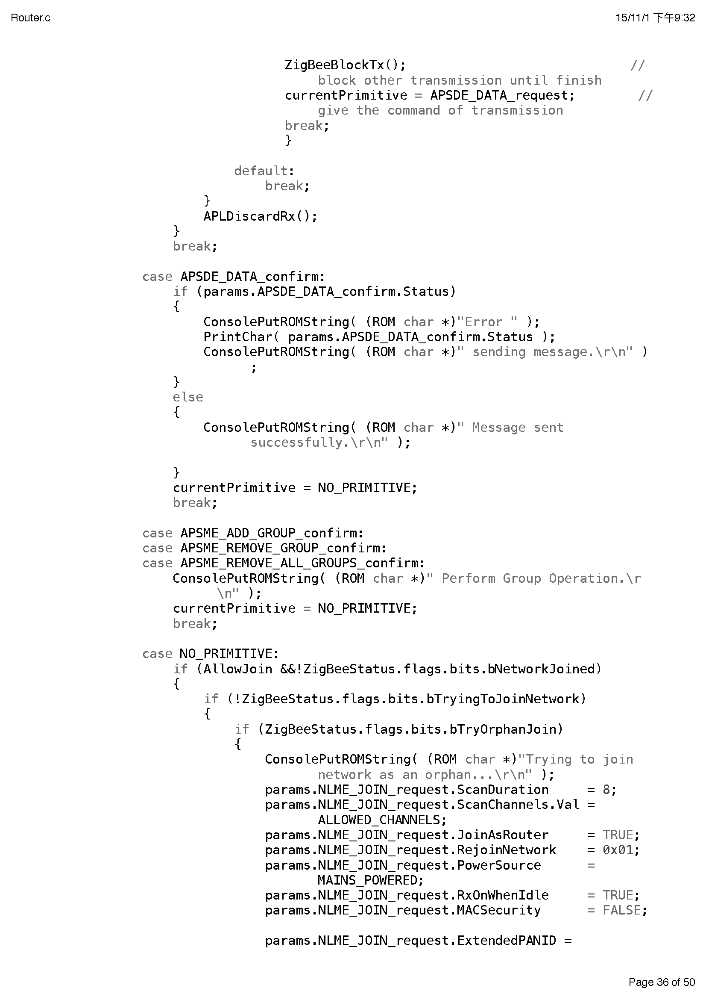 Router.c 15/11/1 下午9:32
ZigBeeBlockTx(); //
block other transmission until finish
currentPrimitive = APSDE_DATA_request; //
give the command of transmission
break;
}
default:
break;
}
APLDiscardRx();
}
break;
case APSDE_DATA_confirm:
if (params.APSDE_DATA_confirm.Status)
{
ConsolePutROMString( (ROM char *)"Error " );
PrintChar( params.APSDE_DATA_confirm.Status );
ConsolePutROMString( (ROM char *)" sending message.\r\n" )
;
}
else
{
ConsolePutROMString( (ROM char *)" Message sent
successfully.\r\n" );
}
currentPrimitive = NO_PRIMITIVE;
break;
case APSME_ADD_GROUP_confirm:
case APSME_REMOVE_GROUP_confirm:
case APSME_REMOVE_ALL_GROUPS_confirm:
ConsolePutROMString( (ROM char *)" Perform Group Operation.\r
\n" );
currentPrimitive = NO_PRIMITIVE;
break;
case NO_PRIMITIVE:
if (AllowJoin &&!ZigBeeStatus.flags.bits.bNetworkJoined)
{
if (!ZigBeeStatus.flags.bits.bTryingToJoinNetwork)
{
if (ZigBeeStatus.flags.bits.bTryOrphanJoin)
{
ConsolePutROMString( (ROM char *)"Trying to join
network as an orphan...\r\n" );
params.NLME_JOIN_request.ScanDuration = 8;
params.NLME_JOIN_request.ScanChannels.Val =
ALLOWED_CHANNELS;
params.NLME_JOIN_request.JoinAsRouter = TRUE;
params.NLME_JOIN_request.RejoinNetwork = 0x01;
params.NLME_JOIN_request.PowerSource =
MAINS_POWERED;
params.NLME_JOIN_request.RxOnWhenIdle = TRUE;
params.NLME_JOIN_request.MACSecurity = FALSE;
params.NLME_JOIN_request.ExtendedPANID =
Page 36 of 50